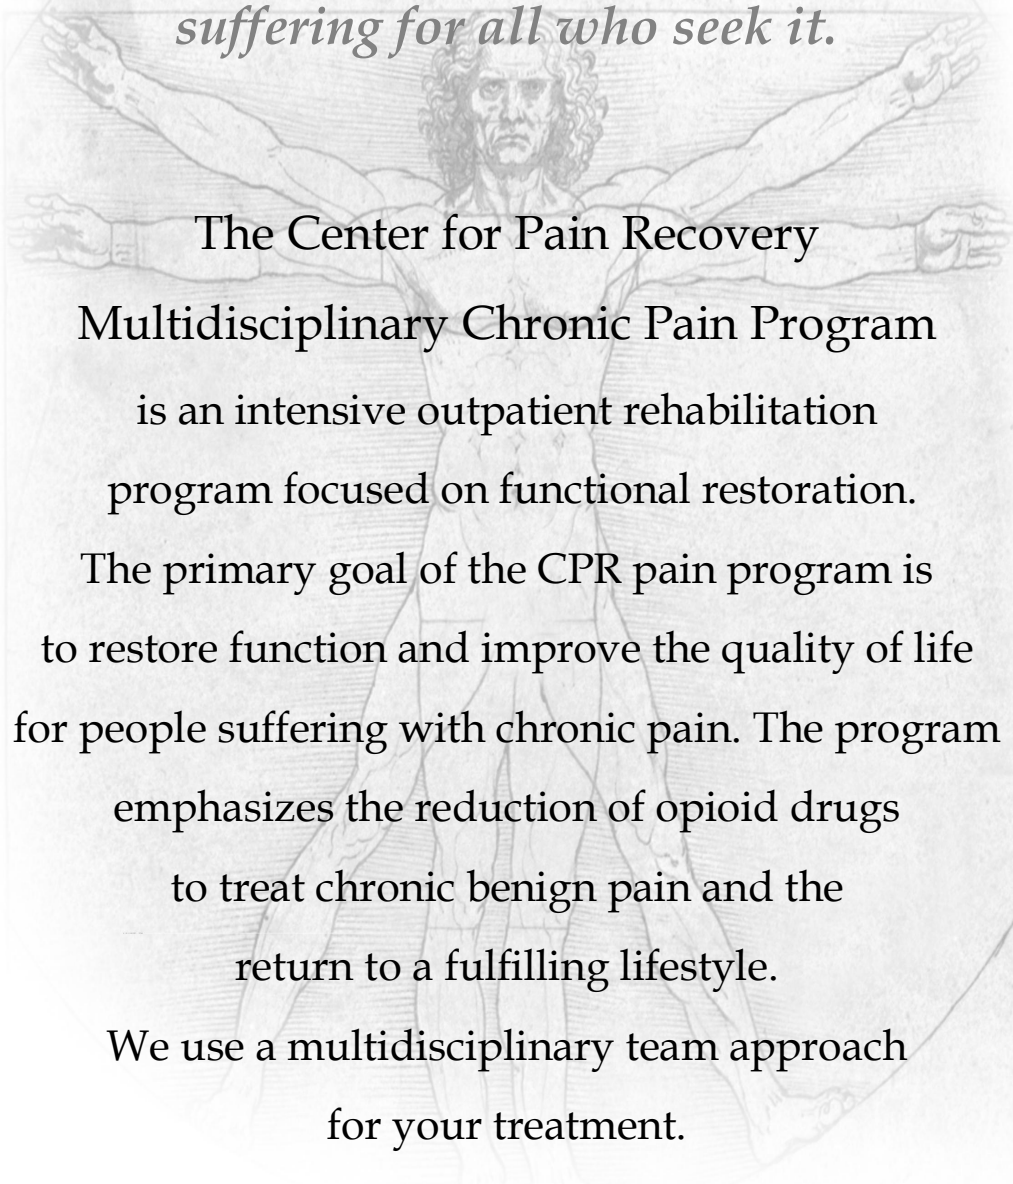 suffering for all who seek it.
The Center for Pain Recovery
Multidisciplinary Chronic Pain Program
is an intensive outpatient rehabilitation
program focused on functional restoration.
The primary goal of the CPR pain program is
to restore function and improve the quality of life
for people suffering with chronic pain. The program
emphasizes the reduction of opioid drugs
to treat chronic benign pain and the
return to a fulfilling lifestyle.
We use a multidisciplinary team approach
for your treatment.